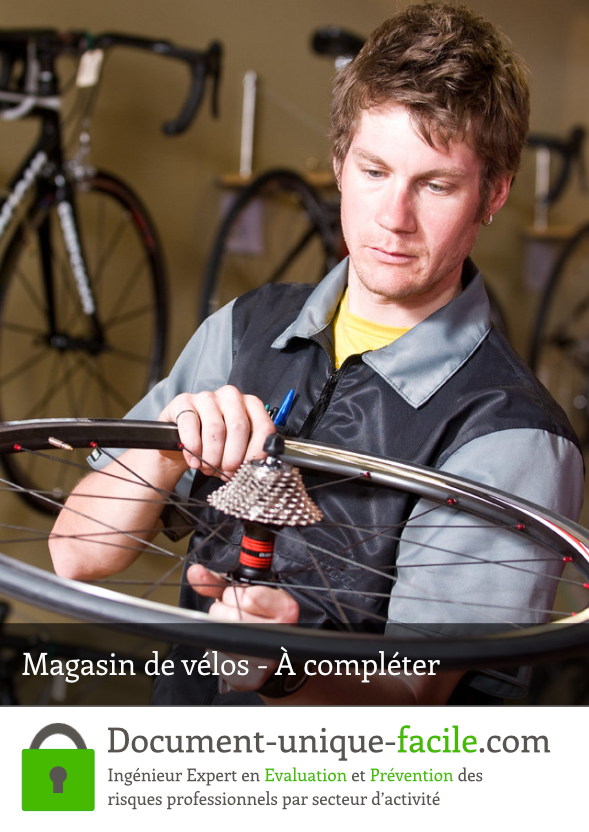 Magasin de vélos - À compléter
Document-unique-facile.com
Ingénieur Expert en Evaluation et Prévention des
risques professionnels par secteur d'activité